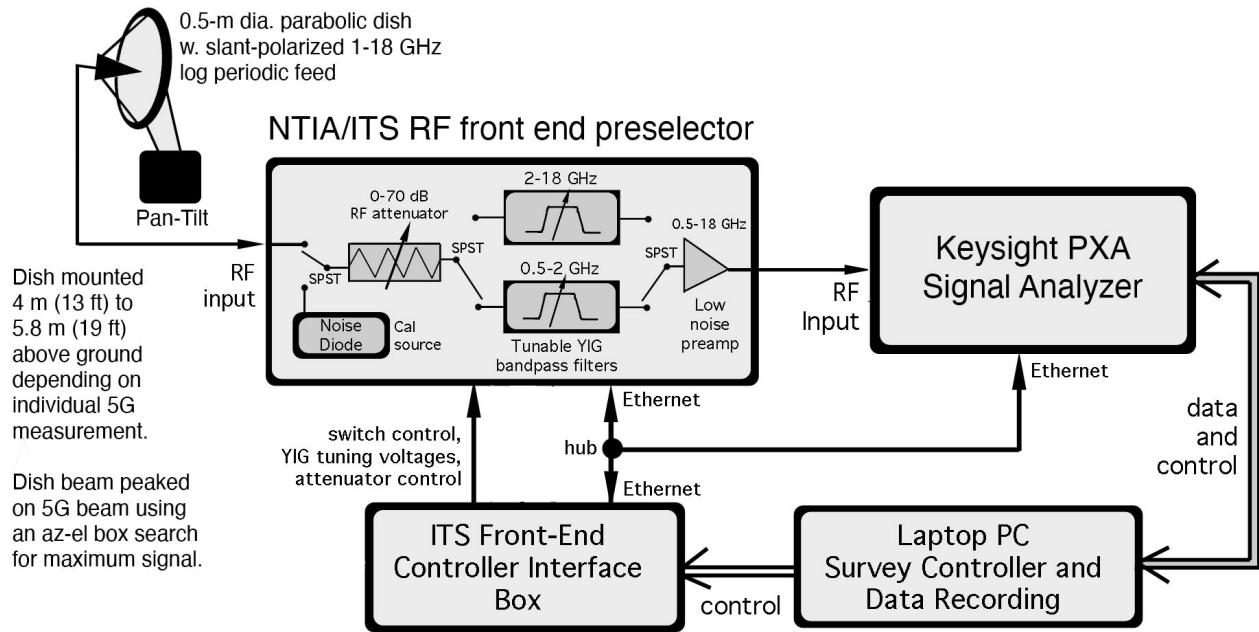 0.5-m dia. parabolic dish
w. slant-polarized 1-18 GHz
log periodic feed
Pan-Tilt
NTIA/ITS RF front end preselector
2-18 GHz
0-70 dB
RF attenuator
0.5-18 GHz
SPST
SPST
SPST
0.5-2 GHz
RF
input
Noise
Diode
Cal
source
Tunable YIG
bandpass filters
Low
noise
preamp
RF
Input
Keysight PXA
Signal Analyzer
Dish mounted
4 m (13 ft) to
5.8 m (19 ft)
above ground
depending on
individual 5G
measurement.
Dish beam peaked
on 5G beam using
an az-el box search
for maximum signal.
switch control,
YIG tuning voltages,
attenuator control
Ethernet
hub
Ethernet
Ethernet
data
and
control
ITS Front-End
Controller Interface
Box
control
Laptop PC
Survey Controller and
Data Recording